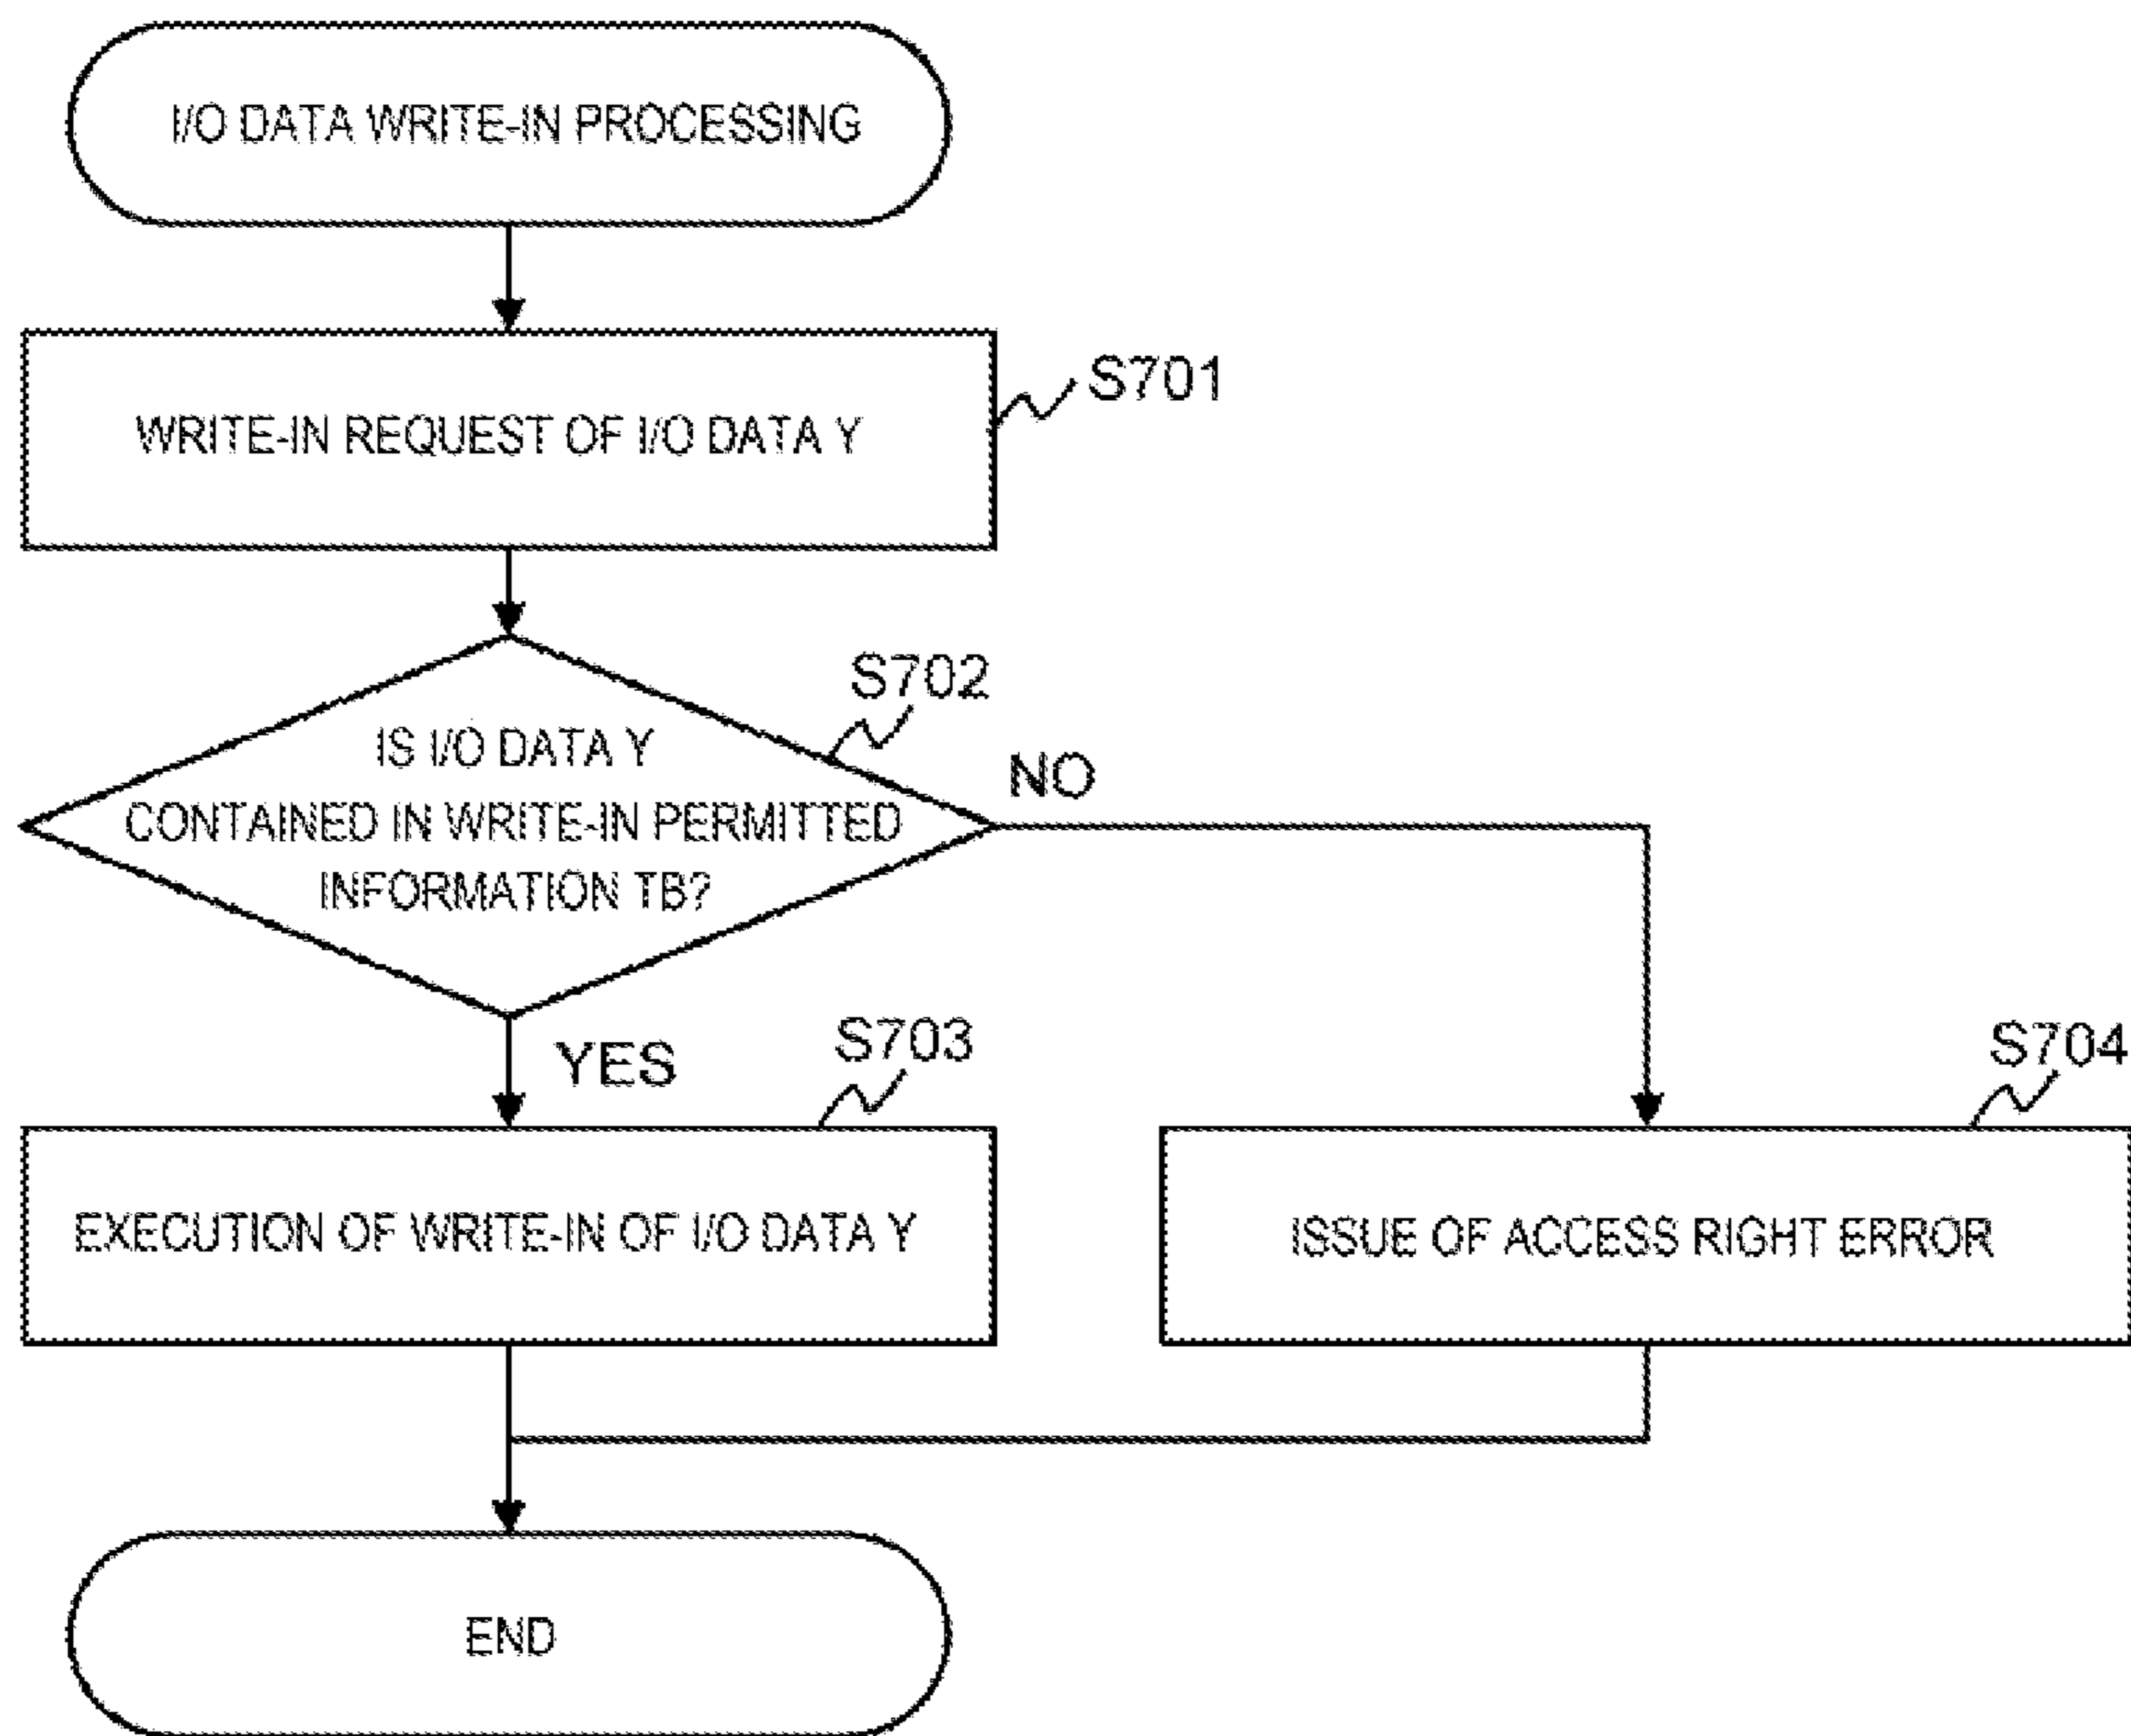 I/O DATA WRITE-IN PROCESSING
S701
WRITE-IN REQUEST OF I/O DATA Y
S702
IS I/O DATA Y
CONTAINED IN WRITE-IN PERMITTED
INFORMATION TB?
NO
YES
S703
EXECUTION OF WRITE-IN OF I/O DATA Y
S704
ISSUE OF ACCESS RIGHT ERROR
END